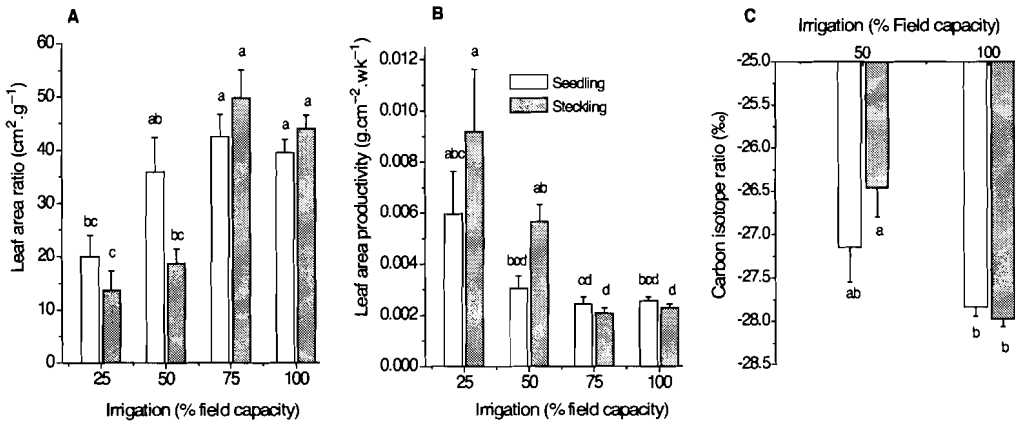 A
Leaf area ratio (cm².g⁻¹)
60
50
40
30
20
10
0
bc
c
ab
bc
a
a
a
a
25
50
75
100
Irrigation (% field capacity)
B
Leaf area productivity (g.cm⁻².wk⁻¹)
0.012
0.010
0.008
0.006
0.004
0.002
0.000
abc
a
bcd
ab
cd
d
bcd
d
Seedling
Steckling
25
50
75
100
Irrigation (% field capacity)
C
Irrigation (% Field capacity)
50
100
Carbon isotope ratio (‰)
-25.0
-25.5
-26.0
-26.5
-27.0
-27.5
-28.0
-28.5
ab
a
b
b